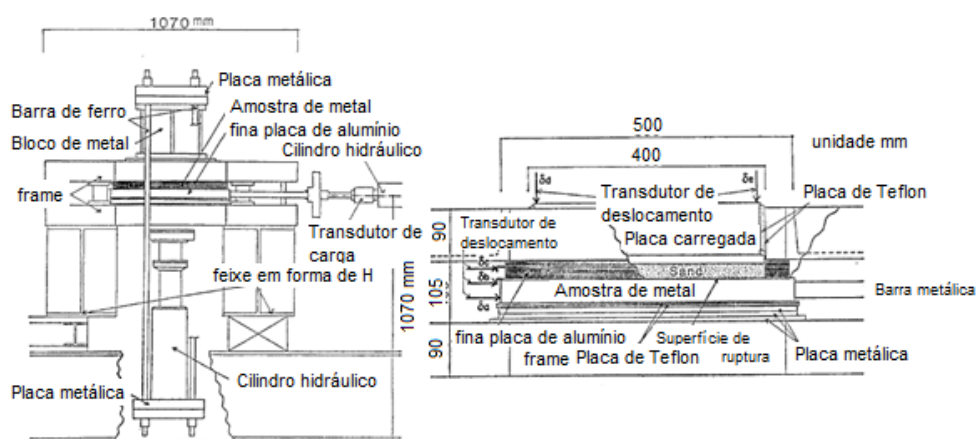 1070 mm
Placa metálica
Barra de ferro
Amostra de metal
Bloco de metal
fina placa de alumínio
Cilindro hidráulico
frame
Transdutor de
carga
feixe em forma de H
1070 mm
Cilindro hidráulico
Placa metálica
500
unidade mm
400
δd
δe
Transdutor de
deslocamento
Placa de Teflon
Transdutor de
deslocamento
Placa carregada
90
105
90
δc
δb
δa
Sand
Amostra de metal
Barra metálica
fina placa de alumínio
Superfície de
ruptura
frame
Placa de Teflon
Placa metálica